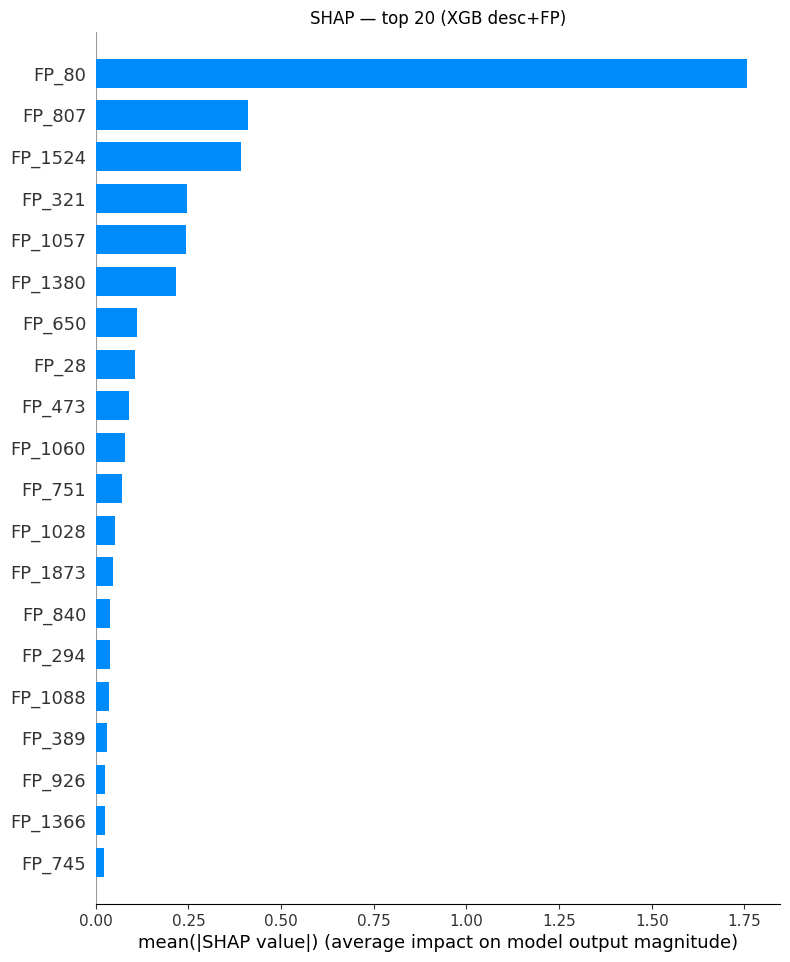 SHAP — top 20 (XGB desc+FP)
FP_80
FP_807
FP_1524
FP_321
FP_1057
FP_1380
FP_650
FP_28
FP_473
FP_1060
FP_751
FP_1028
FP_1873
FP_840
FP_294
FP_1088
FP_389
FP_926
FP_1366
FP_745
0.00 0.25 0.50 0.75 1.00 1.25 1.50 1.75
mean(|SHAP value|) (average impact on model output magnitude)